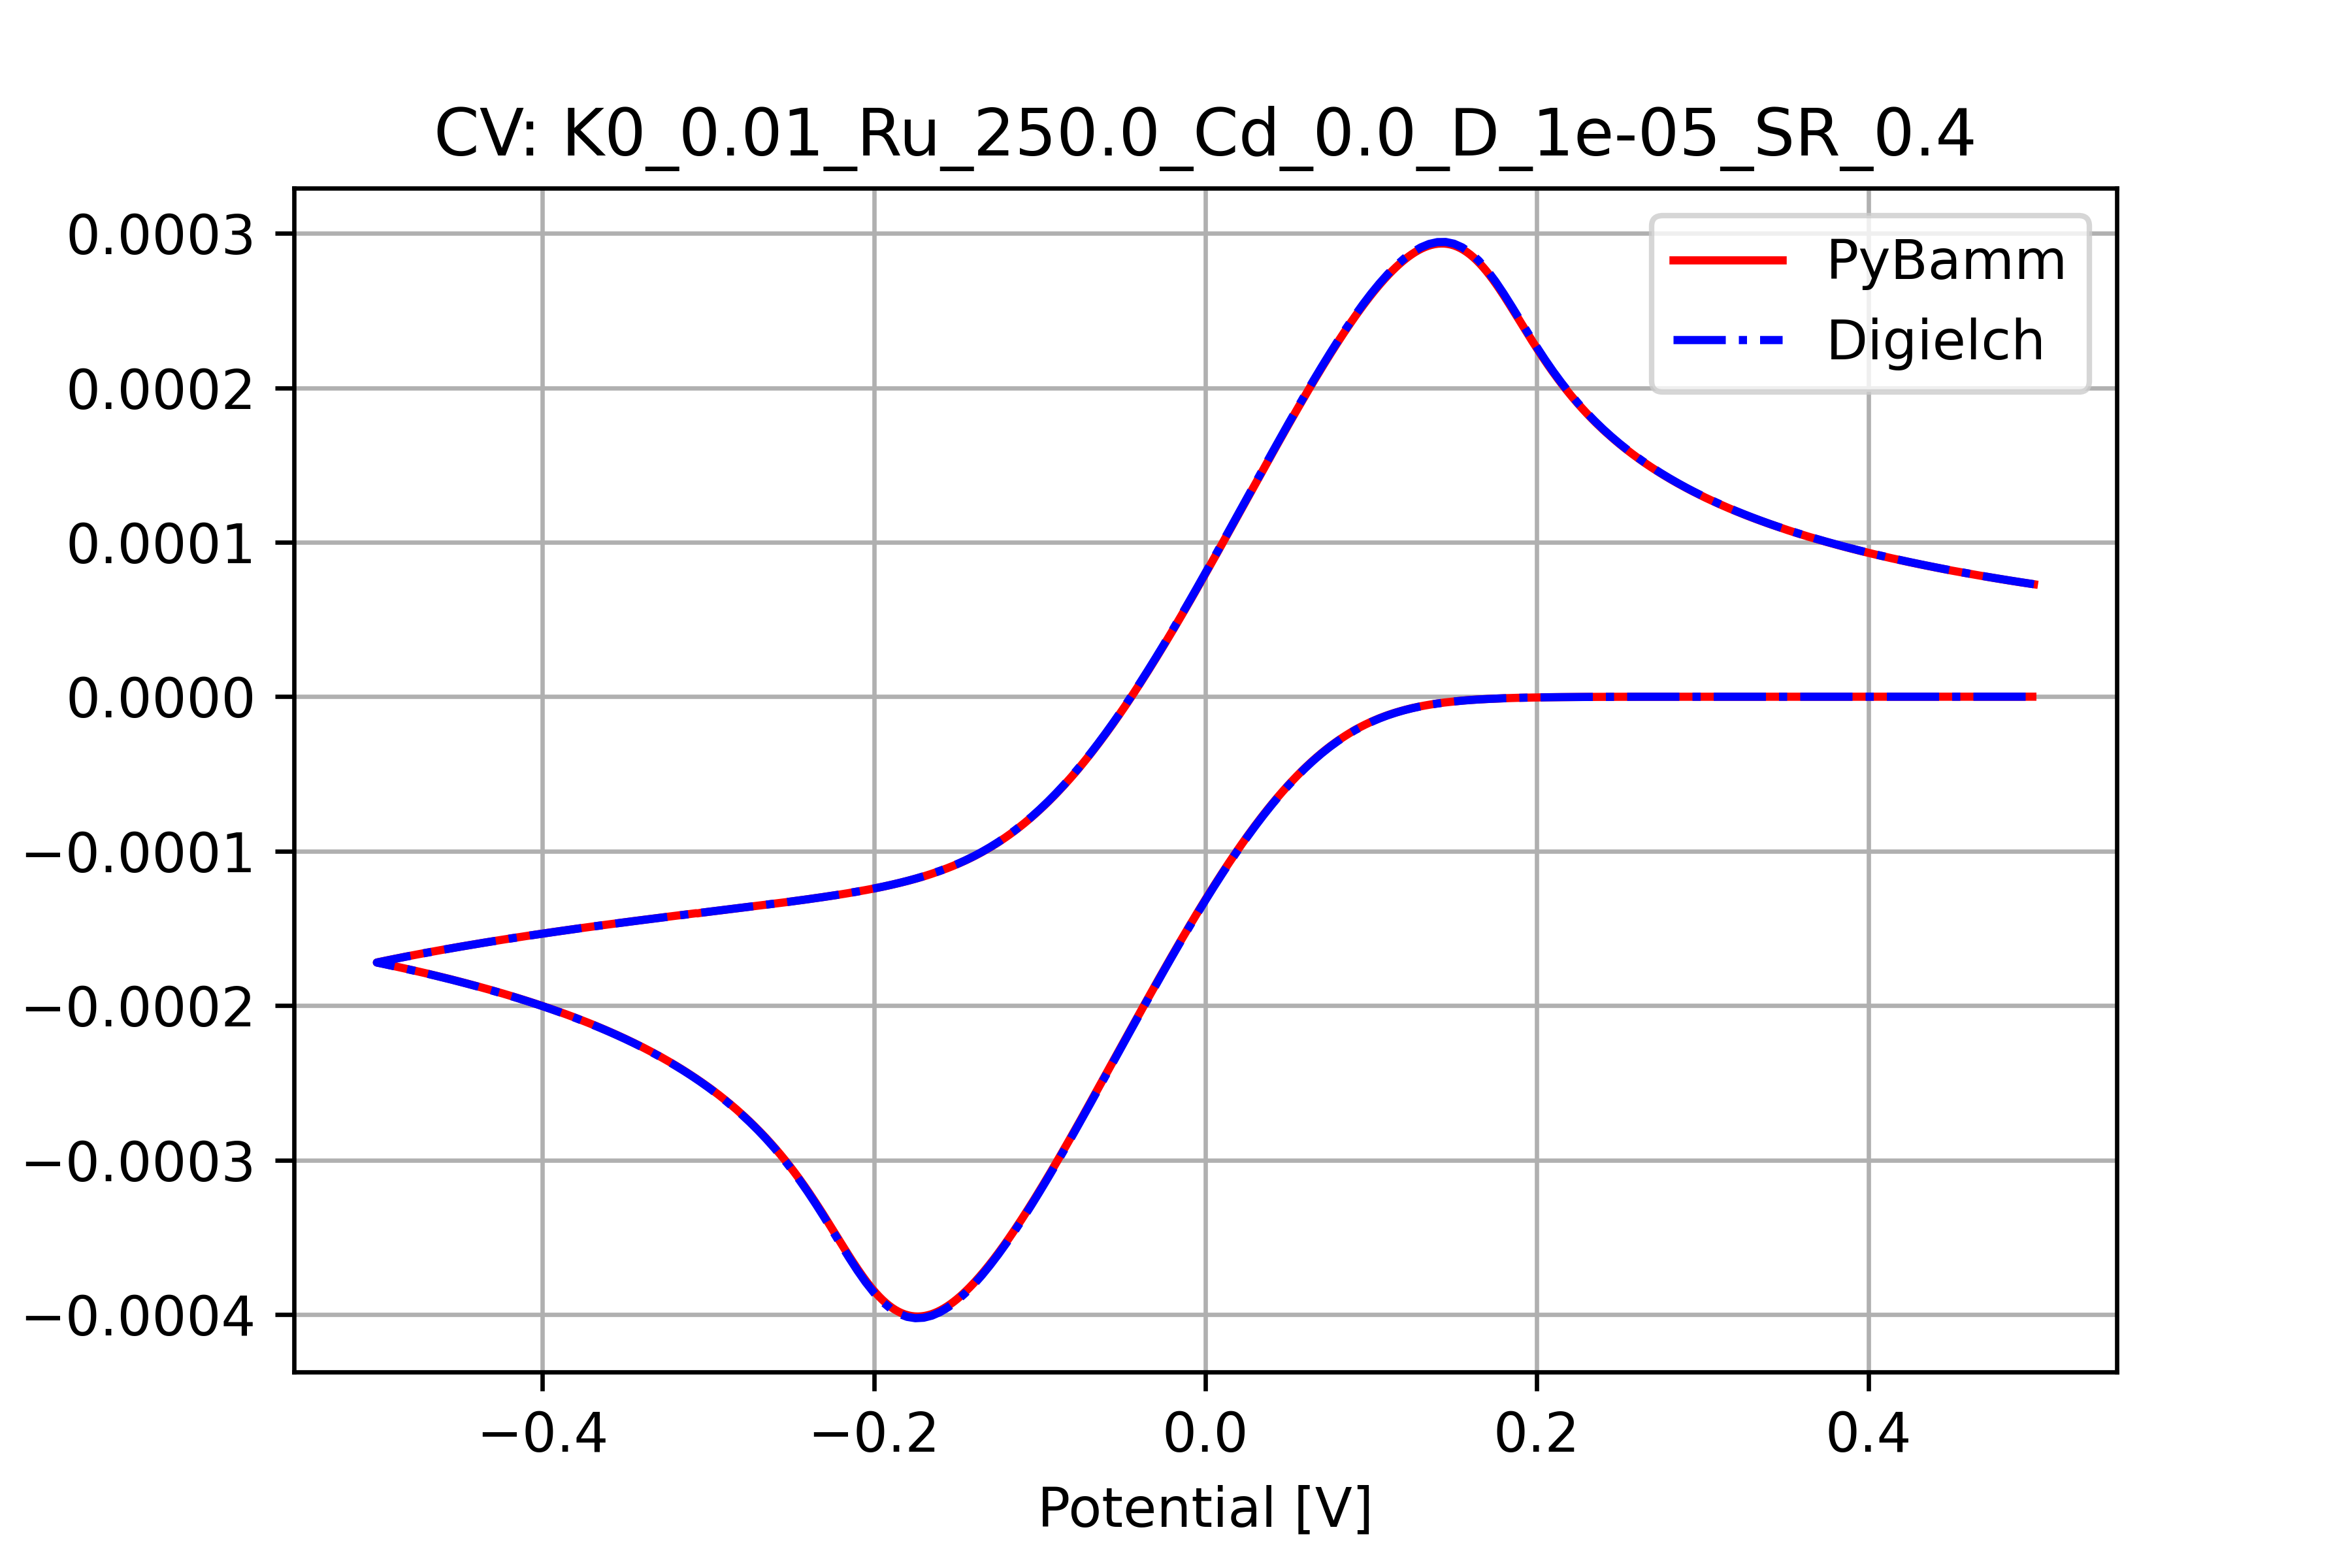 CV: K0_0.01_Ru_250.0_Cd_0.0_D_1e-05_SR_0.4
0.0003
0.0002
0.0001
0.0000
−0.0001
−0.0002
−0.0003
−0.0004
PyBamm
Digielch
−0.4 −0.2 0.0 0.2 0.4
Potential [V]